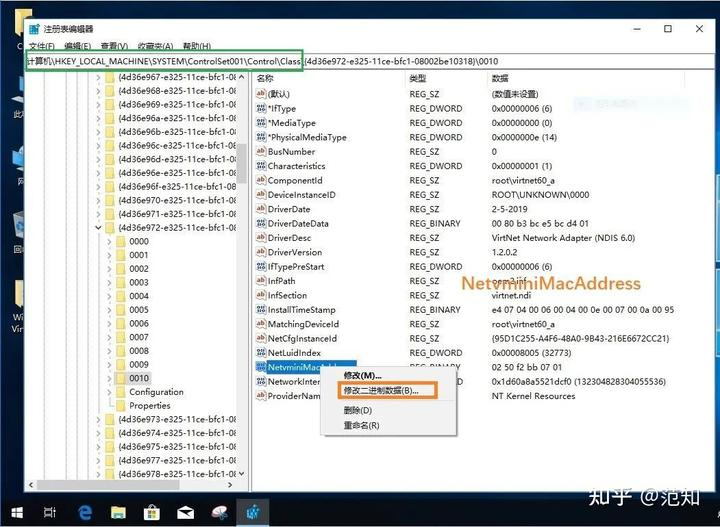 注册表编辑器
文件(F) 编辑(E) 查看(V) 收藏夹(A) 帮助(H)
计算机\HKEY_LOCAL_MACHINE\SYSTEM\ControlSet001\Control\Class\{4d36e972-e325-11ce-bfc1-08002be10318}\0010
{4d36e967-e325-11ce-bfc1-08
{4d36e968-e325-11ce-bfc1-08
{4d36e969-e325-11ce-bfc1-08
{4d36e96a-e325-11ce-bfc1-08
{4d36e96b-e325-11ce-bfc1-08
{4d36e96c-e325-11ce-bfc1-08
{4d36e96d-e325-11ce-bfc1-08
{4d36e96e-e325-11ce-bfc1-08
{4d36e96f-e325-11ce-bfc1-08
{4d36e970-e325-11ce-bfc1-08
{4d36e971-e325-11ce-bfc1-08
{4d36e972-e325-11ce-bfc1-08
0000
0001
0002
0003
0004
0005
0006
0007
0008
0009
0010
Configuration
Properties
{4d36e973-e325-11ce-bfc1-08
{4d36e974-e325-11ce-bfc1-08
{4d36e975-e325-11ce-bfc1-08
{4d36e977-e325-11ce-bfc1-08
{4d36e978-e325-11ce-bfc1-08
名称 类型 数据
(默认) REG_SZ (数值未设置)
*IfType REG_DWORD 0x00000006 (6)
*MediaType REG_DWORD 0x00000000 (0)
*PhysicalMediaType REG_DWORD 0x0000000e (14)
BusNumber REG_SZ 0
Characteristics REG_DWORD 0x00000001 (1)
ComponentId REG_SZ root\virtnet60_a
DeviceInstanceID REG_SZ ROOT\UNKNOWN\0000
DriverDate REG_SZ 2-5-2019
DriverDateData REG_BINARY 00 80 b3 bc e5 bc d4 01
DriverDesc REG_SZ VirtNet Network Adapter (NDIS 6.0)
DriverVersion REG_SZ 1.2.0.2
IfTypePreStart REG_DWORD 0x00000006 (6)
InfPath REG_SZ oem2.inf
InfSection REG_SZ virtnet.ndi
InstallTimeStamp REG_BINARY e4 07 04 00 06 00 04 00 0e 00 07 00 0a 00 95
MatchingDeviceId REG_SZ root\virtnet60_a
NetCfgInstanceId REG_SZ {95D1C255-A4F6-48A0-9B43-216E6672CC21}
NetLuidIndex REG_DWORD 0x00008005 (32773)
NetvminiMacAddr REG_BINARY 02 50 f2 bb 07 01
NetworkInter 0x1d60a8a5521dcf0 (132304828304055536)
ProviderNam NT Kernel Resources
NetvminiMacAddress
修改(M)...
修改二进制数据(B)...
删除(D)
重命名(R)
知乎 @范知